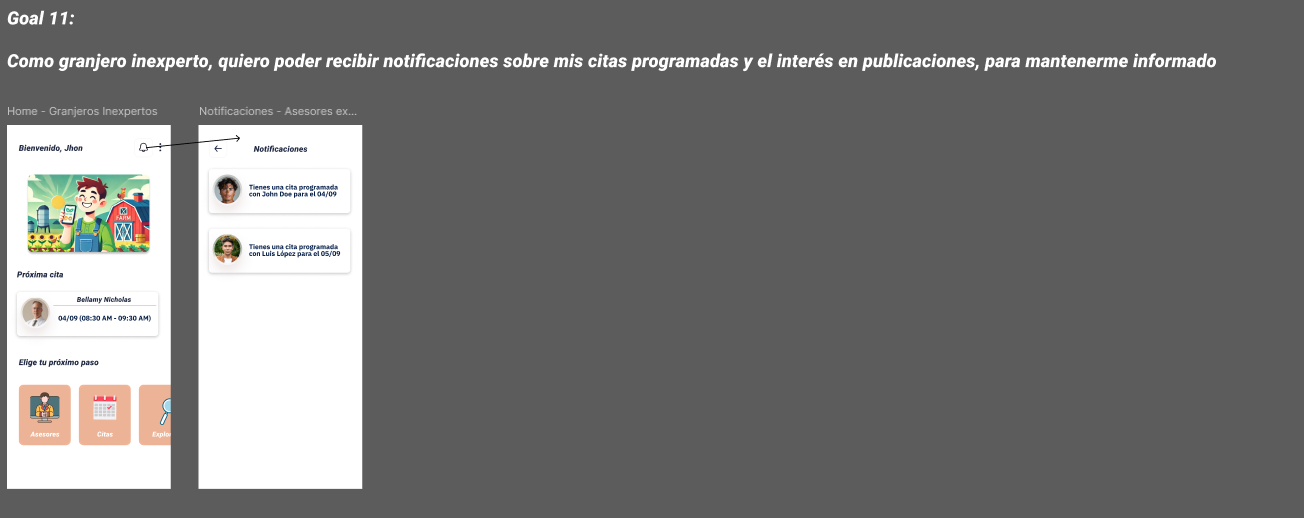 Goal 11:
Como granjero inexperto, quiero poder recibir notificaciones sobre mis citas programadas y el interés en publicaciones, para mantenerme informado
Home - Granjeros Inexpertos
Bienvenido, Jhon
FARM
Próxima cita
Bellamy Nicholas
04/09 (08:30 AM - 09:30 AM)
Elige tu próximo paso
Asesores
Citas
Explo
Notificaciones - Asesores ex...
Notificaciones
Tienes una cita programada
con John Doe para el 04/09
Tienes una cita programada
con Luis López para el 05/09